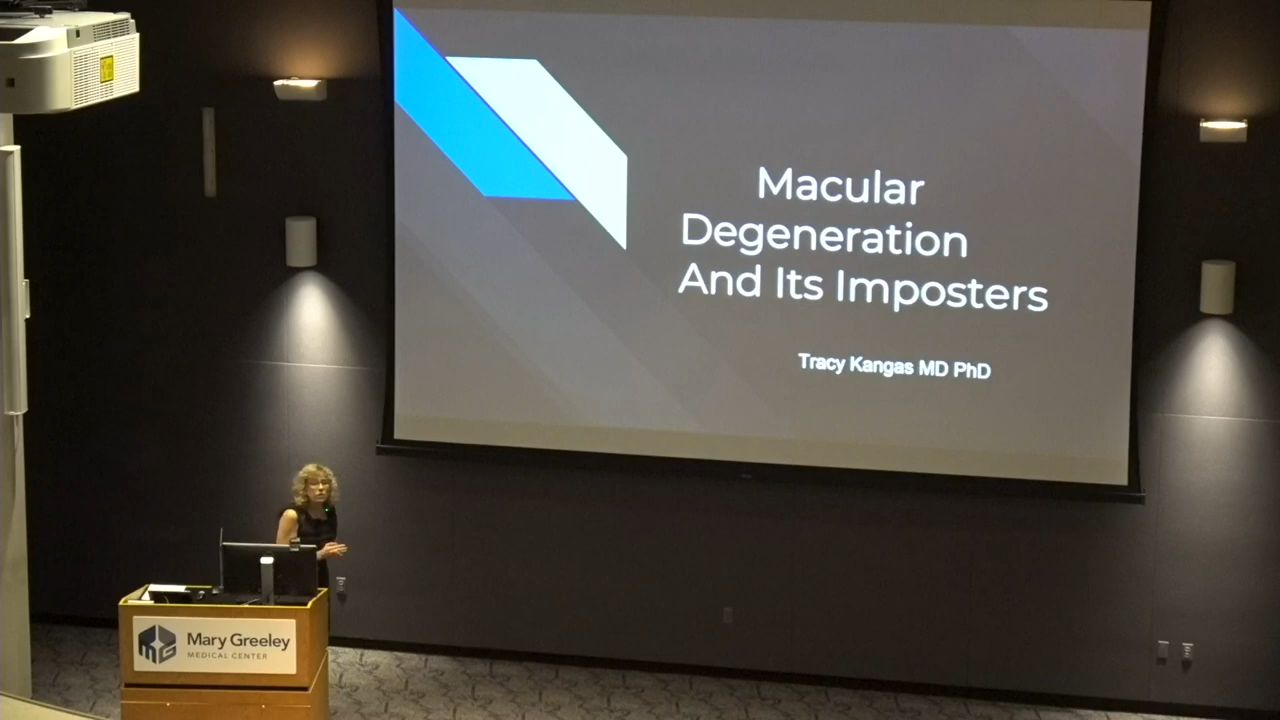 Macular
Degeneration
And Its Imposters
Tracy Kangas MD PhD
Mary Greeley
MEDICAL CENTER